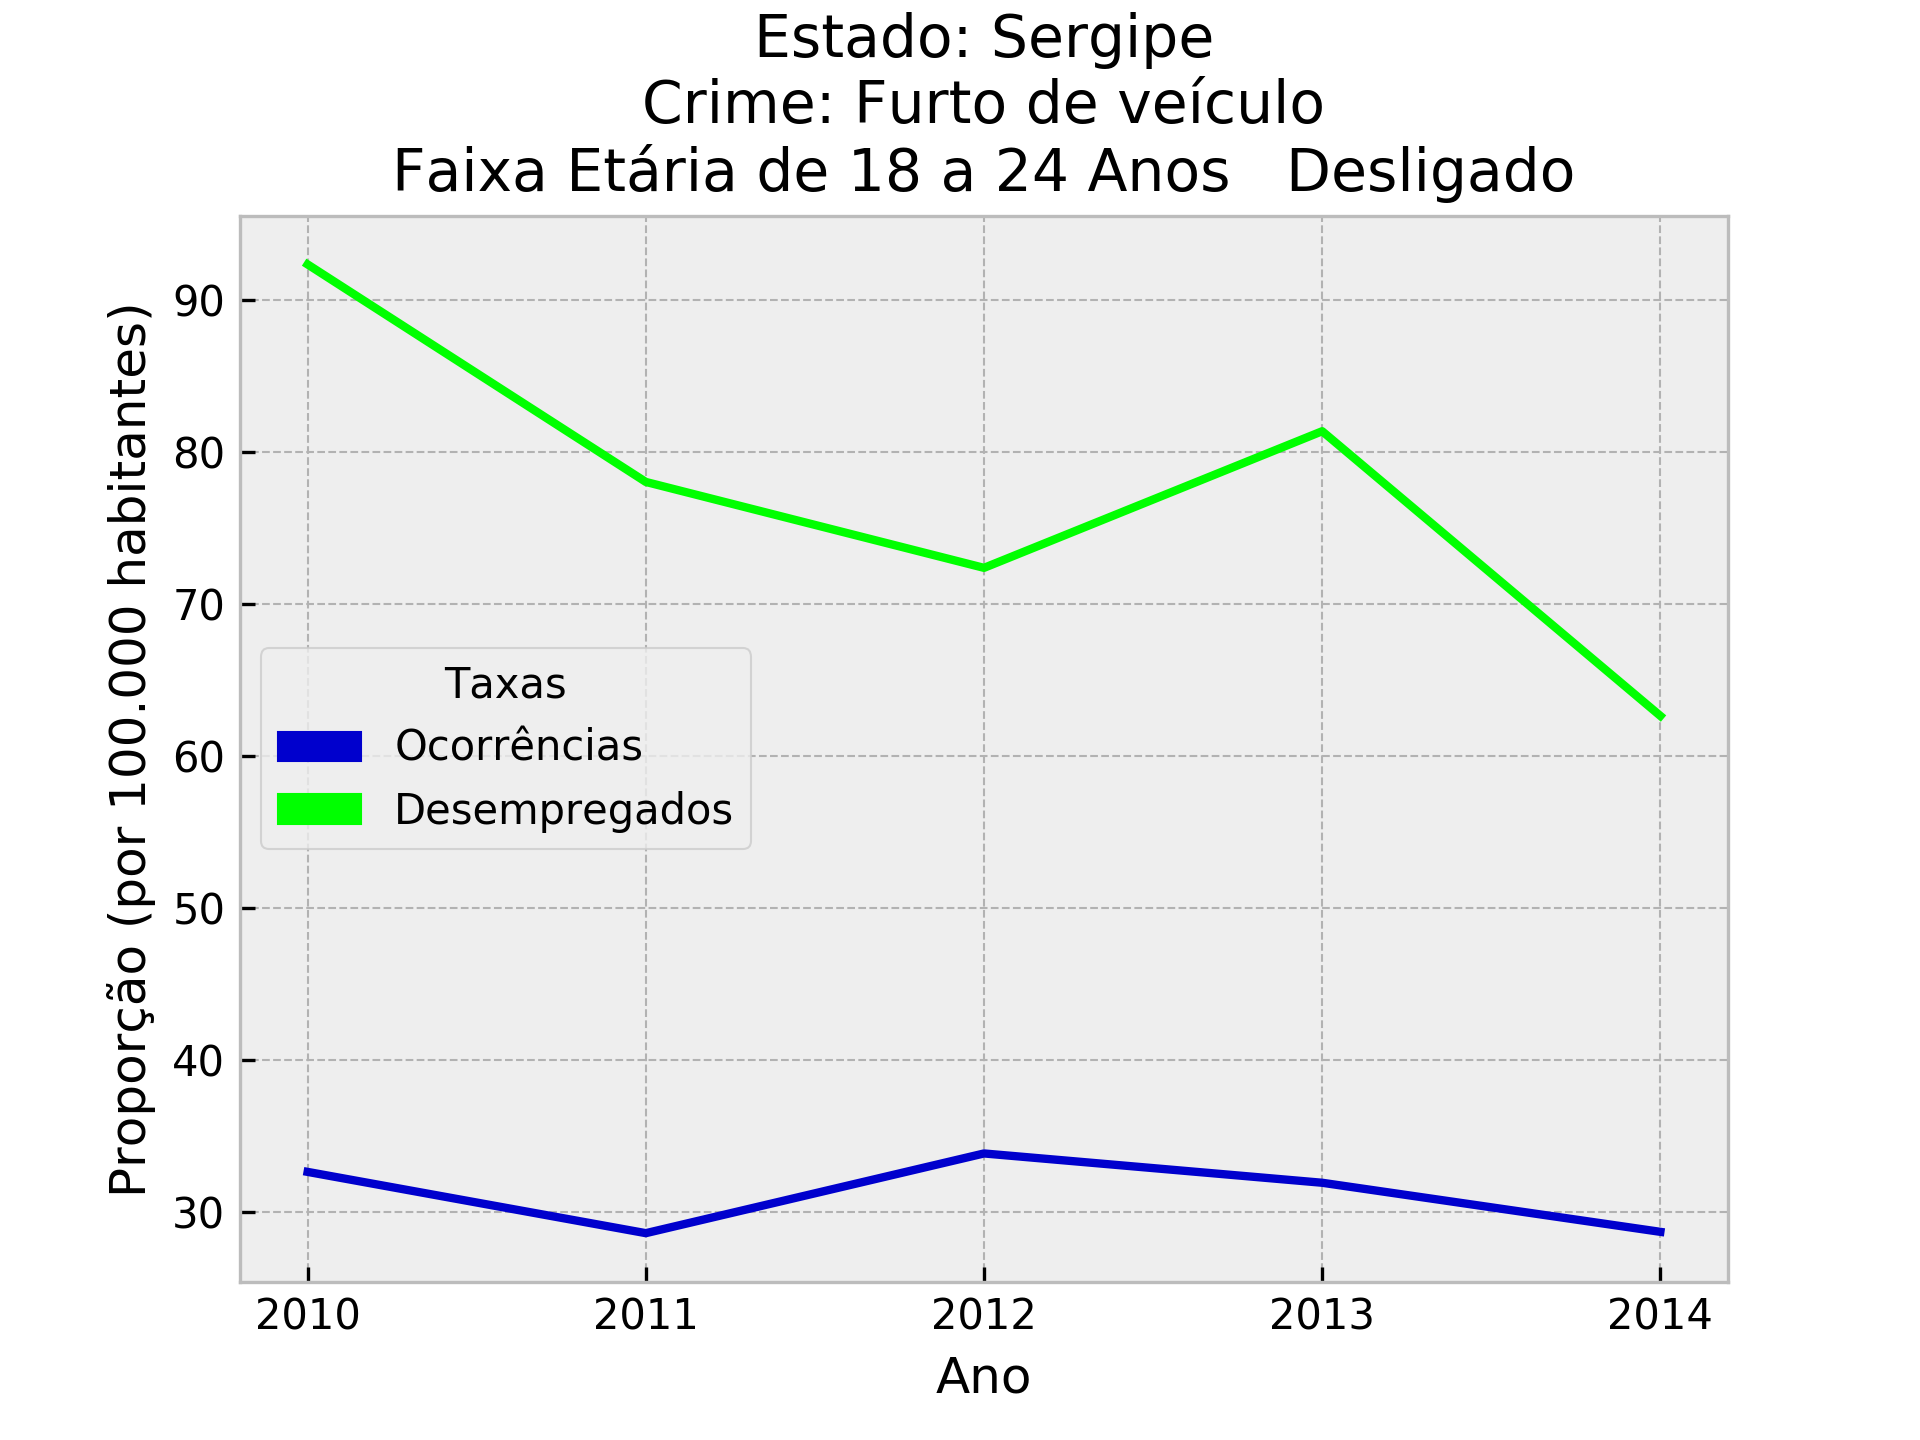 Estado: Sergipe
Crime: Furto de veículo
Faixa Etária de 18 a 24 Anos   Desligado
Proporção (por 100.000 habitantes)
90
80
70
60
50
40
30
Taxas
Ocorrências
Desempregados
2010 2011 2012 2013 2014
Ano